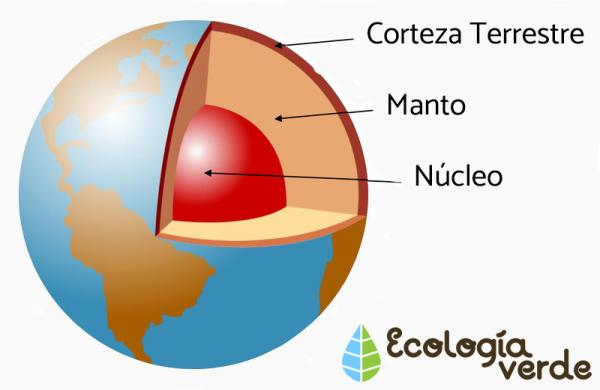 Corteza Terrestre
Manto
Núcleo
Ecología
verde